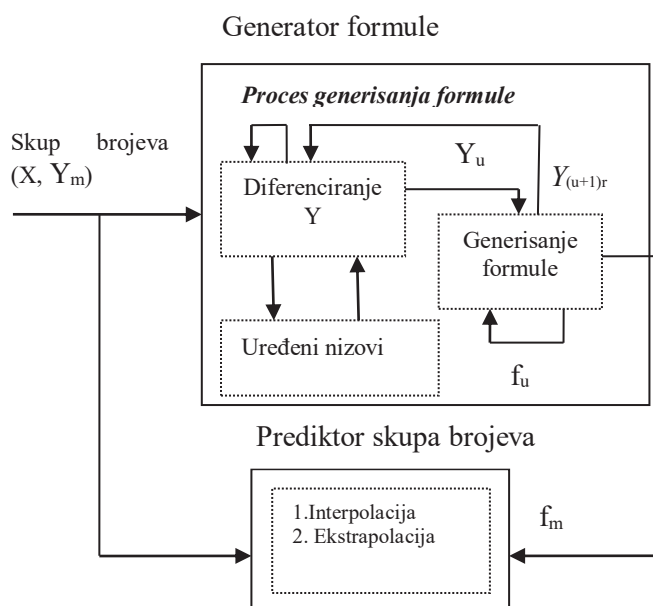 Generator formule
Proces generisanja formule
Skup brojeva
(X, Ym)
Yu
Y(u+1)r
Diferenciranje
Y
Generisanje
formule
Uređeni nizovi
fu
Prediktor skupa brojeva
1.Interpolacija
2. Ekstrapolacija
fm